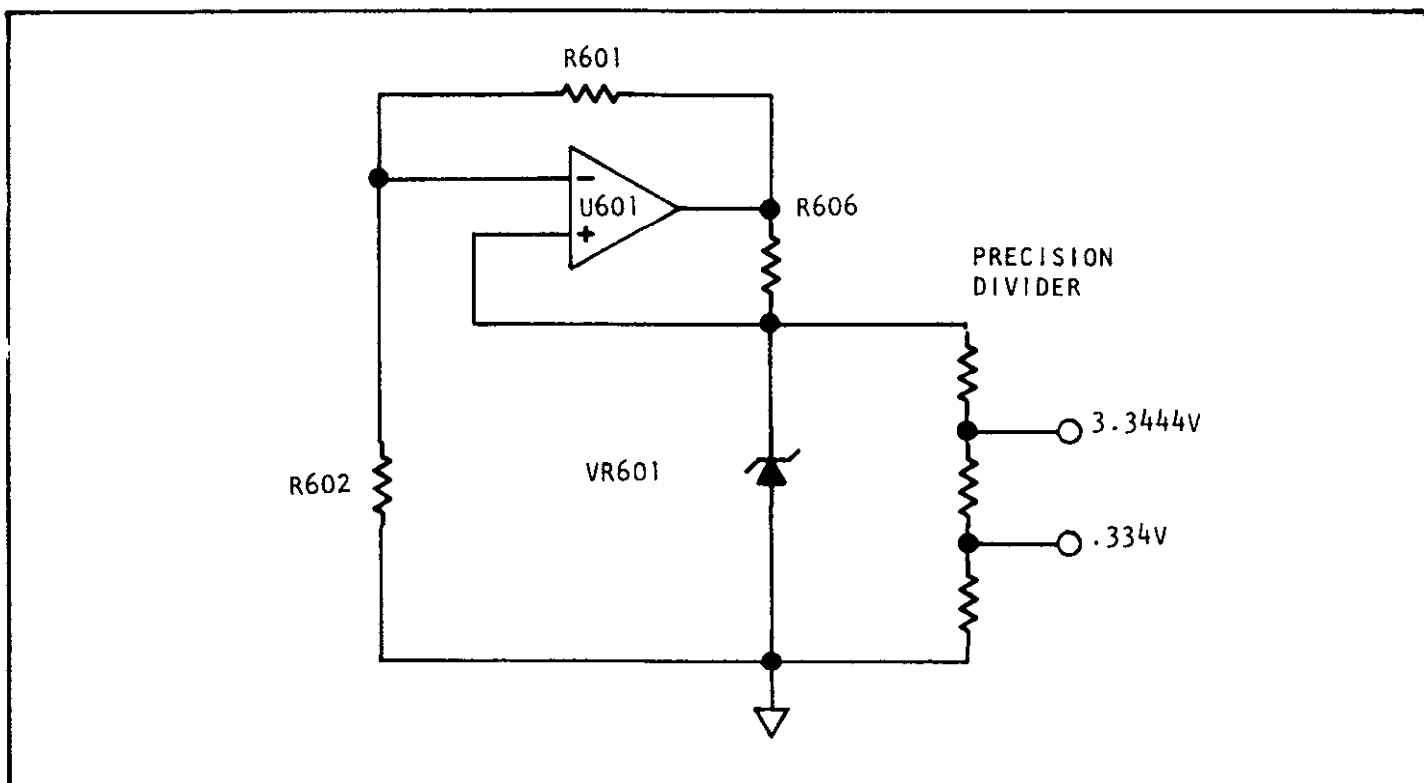 R601
−
U601
+
R606
PRECISION
DIVIDER
3.3444V
R602
VR601
.334V